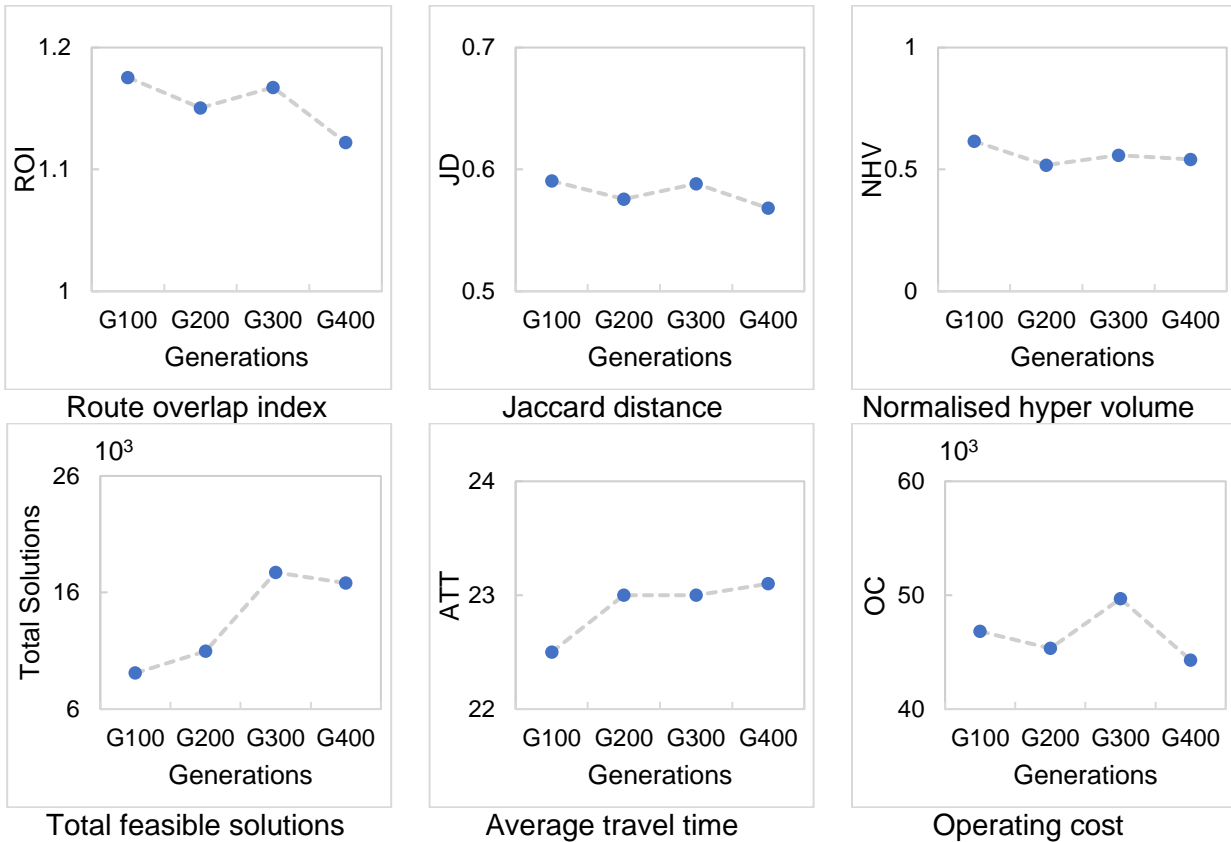 1.2
1.1
1
ROI
G100 G200 G300 G400
Generations
Route overlap index
0.7
0.6
0.5
JD
G100 G200 G300 G400
Generations
Jaccard distance
1
0.5
0
NHV
G100 G200 G300 G400
Generations
Normalised hyper volume
10³
26
16
6
Total Solutions
G100 G200 G300 G400
Generations
Total feasible solutions
24
23
22
ATT
G100 G200 G300 G400
Generations
Average travel time
10³
60
50
40
OC
G100 G200 G300 G400
Generations
Operating cost